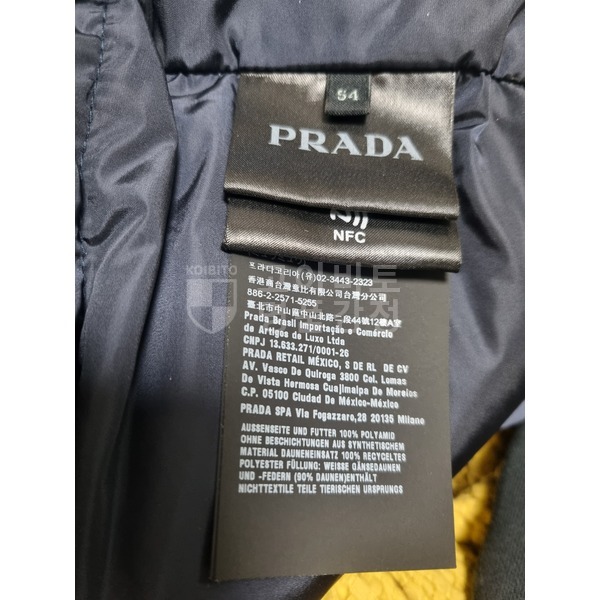 54
PRADA
NFC
프라다코리아 (유)02-3443-2323
香港商台灣章比有限公司台灣分公司
886-2-2571-5255
臺北市中山區中山北路二段44號12樓A室
Prada Brasil Importação e Comércio
de Artigos de Luxo Ltda
CNPJ 13.633.271/0001-26
PRADA RETAIL MÉXICO, S DE RL DE CV
AV. Vasco De Quiroga 3800 Col. Lomas
De Vista Hermosa Cuajimalpa De Morelos
C.P. 05100 Ciudad De México-México
PRADA SPA Via Fogazzaro,28 20135 Milano
AUSSENSEITE UND FUTTER 100% POLYAMID
OHNE BESCHICHTUNGEN AUS SYNTHETISCHEM
MATERIAL DAUNENEINSATZ 100% RECYCELTES
POLYESTER FÜLLUNG: WEISSE GÄNSEDAUNEN
UND -FEDERN (90% DAUNEN)ENTHÄLT
NICHTTEXTILE TEILE TIERISCHEN URSPRUNGS
KOIBITO